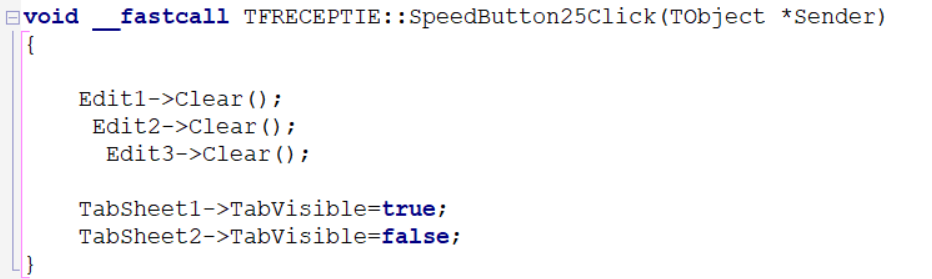 void __fastcall TFRECEPTIE::SpeedButton25Click(TObject *Sender)
{
Edit1->Clear();
Edit2->Clear();
Edit3->Clear();
TabSheet1->TabVisible=true;
TabSheet2->TabVisible=false;
}